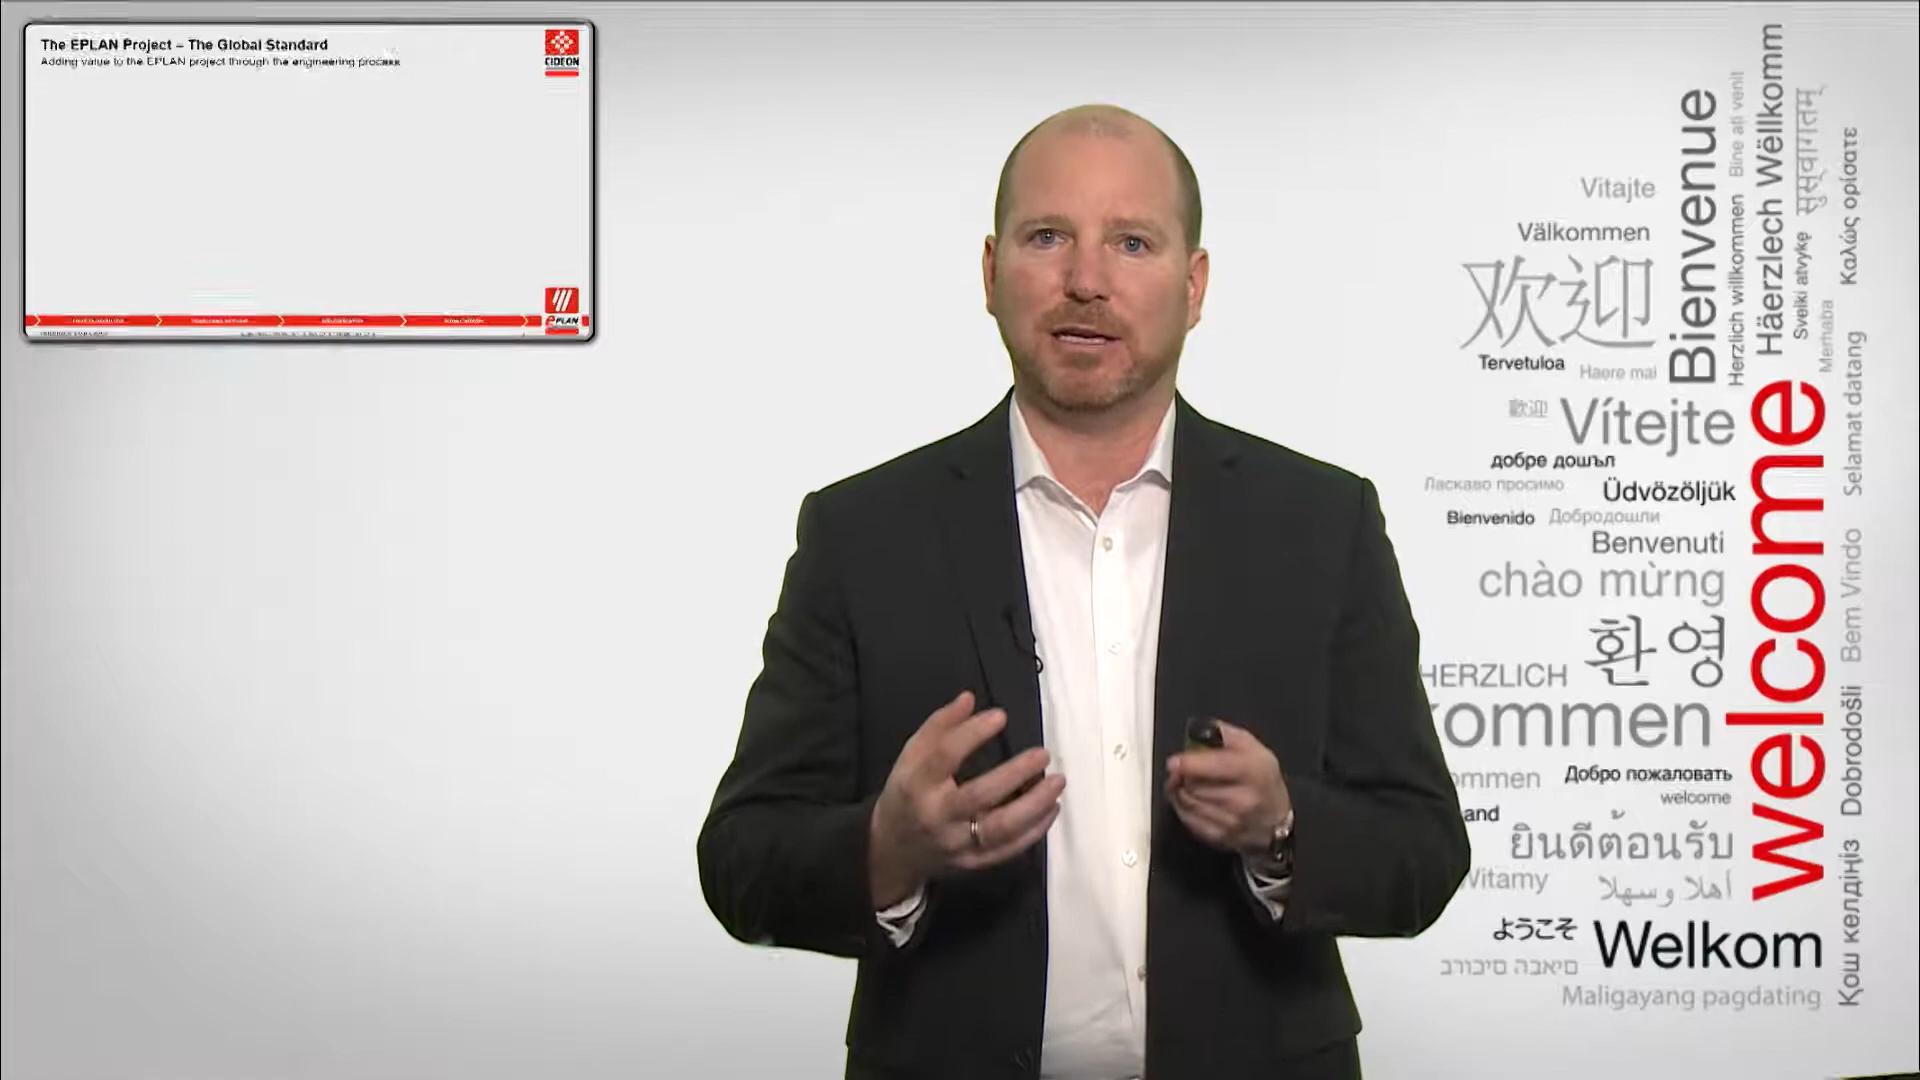 The EPLAN Project – The Global Standard
Adding value to the EPLAN project through the engineering process
CIDEON
ePLAN
Vitajte
Välkommen
欢迎
Tervetuloa
Haere mai
歡迎
Vítejte
добре дошъл
Ласкаво просимо
Üdvözöljük
Bienvenido
Добродошли
Benvenuti
chào mừng
환영
HERZLICH
kommen
ommen
Добро пожаловать
welcome
and
ยินดีต้อนรับ
Witamy
أهلا وسهلا
ようこそ
Welkom
ברוכים הבאים
Maligayang pagdating
Bienvenue
Bine ați venit
Herzlich willkommen
Häerzlech Wëllkomm
Sveiki atvykę
सुस्वागतम्
Merhaba
welcome
Καλώς ορίσατε
Selamat datang
Bem Vindo
Dobrodošli
Қош келдіңіз